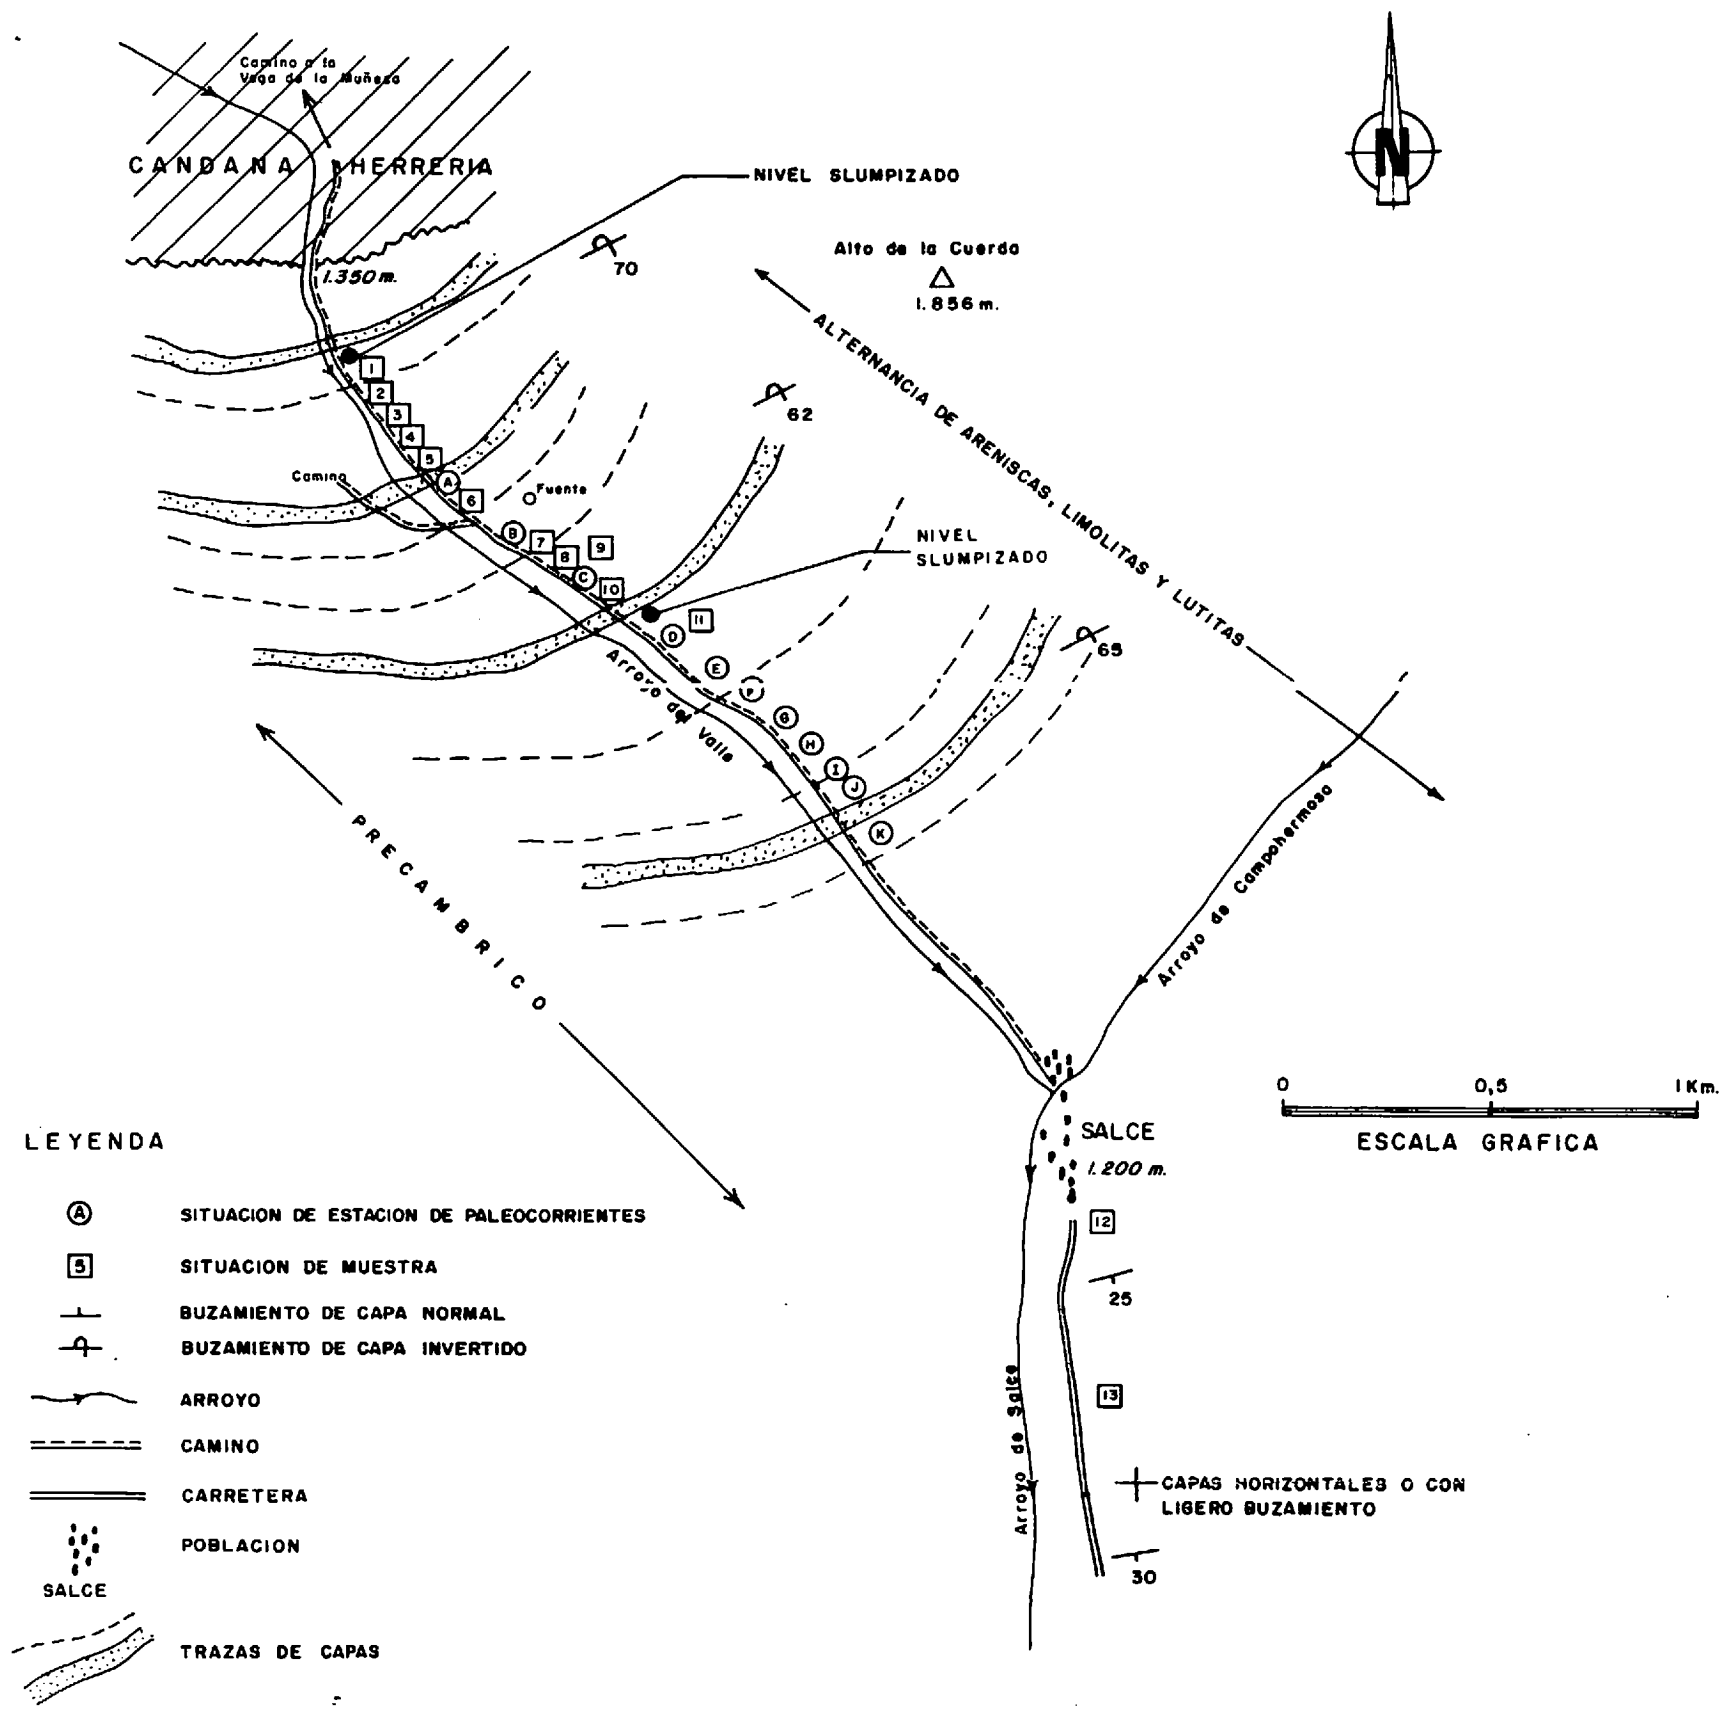 Camino a la
Vega de la Muñesa
CANDANA HERRERIA
NIVEL SLUMPIZADO
N
70
Alto de la Cuerda
1.856 m.
1.350 m.
ALTERNANCIA DE ARENISCAS, LIMOLITAS Y LUTITAS
1
2
3
4
5
A
6
62
Camino
Fuente
B
7
8
9
C
10
NIVEL
SLUMPIZADO
11
D
E
F
G
H
I
J
K
65
Arroyo del Valle
PRECAMBRICO
Arroyo de Campohermoso
0 0,5 1 Km.
ESCALA GRAFICA
SALCE
1.200 m.
12
25
13
Arroyo de Salce
CAPAS HORIZONTALES O CON
LIGERO BUZAMIENTO
30
LEYENDA
A SITUACION DE ESTACION DE PALEOCORRIENTES
5 SITUACION DE MUESTRA
BUZAMIENTO DE CAPA NORMAL
BUZAMIENTO DE CAPA INVERTIDO
ARROYO
CAMINO
CARRETERA
POBLACION
SALCE
TRAZAS DE CAPAS